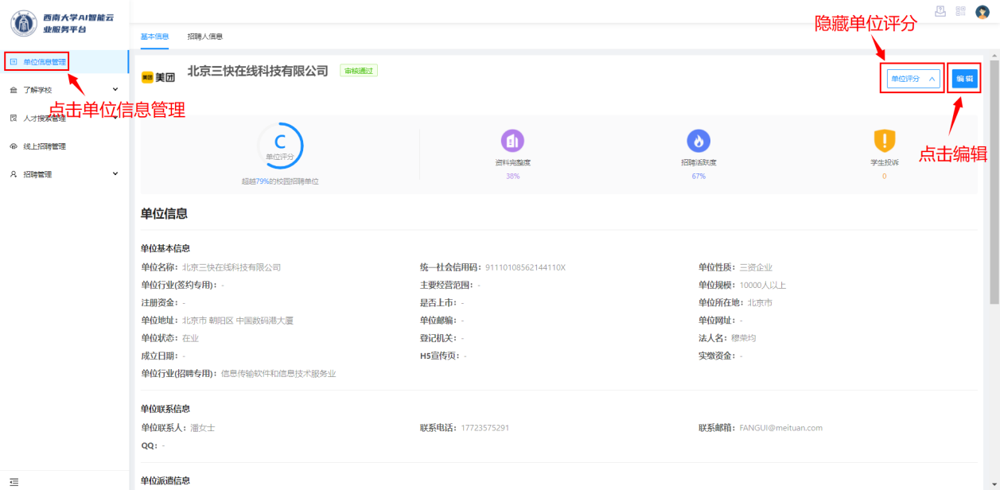 西南大学AI智能云
业服务平台
隐藏单位评分
基本信息 招聘人信息
单位信息管理
美团 美团 北京三快在线科技有限公司 审核通过
单位评分 编辑
了解学校
点击单位信息管理
人才搜索管理
线上招聘管理
招聘管理
点击编辑
C
单位评分
超越79%的校园招聘单位
资料完整度
38%
招聘活跃度
67%
学生投诉
0
单位信息
单位基本信息
单位名称: 北京三快在线科技有限公司 统一社会信用码: 91110108562144110X 单位性质: 三资企业
单位行业(签约专用): - 主要经营范围: - 单位规模: 10000人以上
注册资金: - 是否上市: - 单位所在地: 北京市
单位地址: 北京市 朝阳区 中国数码港大厦 单位邮编: - 单位网址: -
单位状态: 在业 登记机关: - 法人名: 穆荣均
成立日期: - H5宣传页: - 实缴资金: -
单位行业(招聘专用): 信息传输软件和信息技术服务业
单位联系信息
单位联系人: 潘女士 联系电话: 17723575291 联系邮箱: FANGUI@meituan.com
QQ: -
单位派遣信息